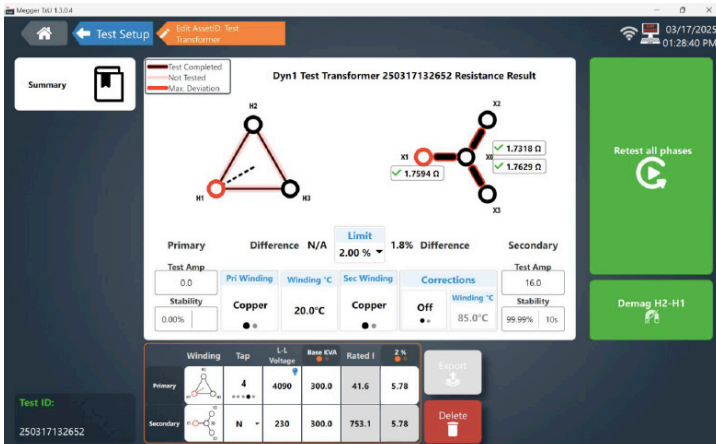 Megger TxU 1.3.0.4
Test Setup
Edit AssetID: Test
Transformer
03/17/2025
01:28:40 PM
Summary
Test Completed
Not Tested
Max. Deviation
Dyn1 Test Transformer 250317132652 Resistance Result
H2
H1
H3
X2
X1
X0
X3
1.7318 Ω
1.7629 Ω
1.7594 Ω
Retest all phases
Primary
Difference N/A
Limit
2.00 %
1.8% Difference
Secondary
Test Amp
0.0
Stability
0.00%
Pri Winding
Copper
Winding °C
20.0°C
Sec Winding
Copper
Corrections
Off
Winding °C
85.0°C
Test Amp
16.0
Stability
99.99% 10s
Demag H2-H1
Winding Tap L-L Voltage Base KVA Rated I Z %
Primary 4 4090 300.0 41.6 5.78
Secondary N 230 300.0 753.1 5.78
Export
Delete
Test ID:
250317132652